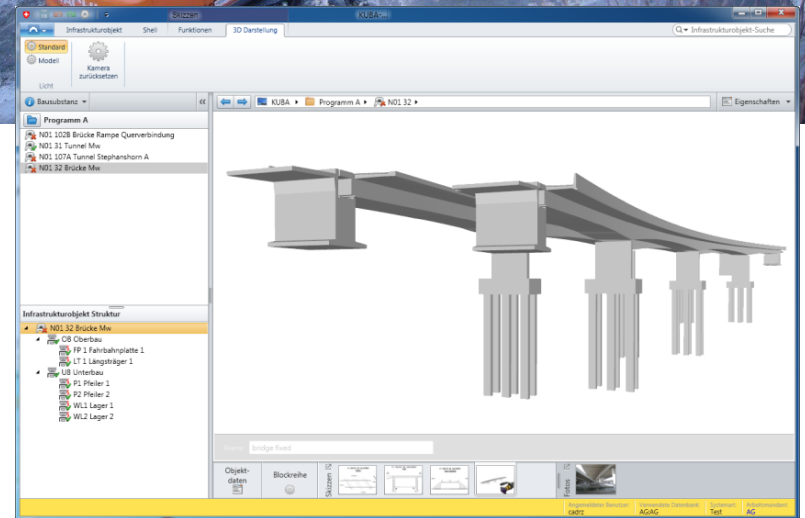 Skizzen KUBA-...
Infrastrukturobjekt Shell Funktionen 3D Darstellung
Infrastrukturobjekt-Suche
Standard
Modell
Kamera
zurücksetzen
Licht
Bausubstanz
KUBA Programm A N01 32
Eigenschaften
Programm A
N01 102B Brücke Rampe Querverbindung
N01 31 Tunnel Mw
N01 107A Tunnel Stephanshorn A
N01 32 Brücke Mw
Infrastrukturobjekt Struktur
N01 32 Brücke Mw
OB Oberbau
FP 1 Fahrbahnplatte 1
LT 1 Längsträger 1
UB Unterbau
P1 Pfeiler 1
P2 Pfeiler 2
WL1 Lager 1
WL2 Lager 2
bridge fixed
Objekt-
daten
Blockreihe
Skizzen
Fotos
Angemeldeter Benutzer: Verwendete Datenbank: Systemart: Arbeitsmandant:
cadrz AG:AG Test AG